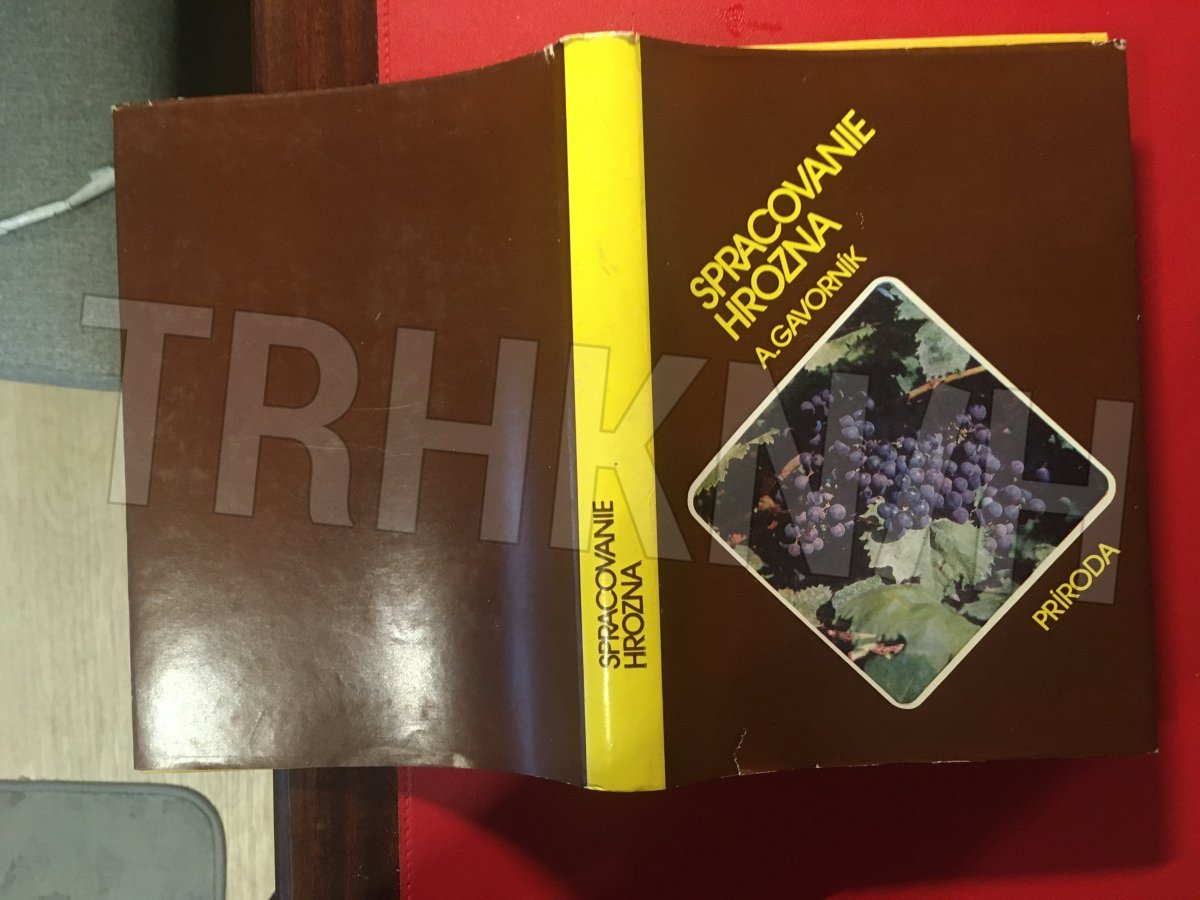 SPRACOVANIE
HROZNA
A. GAVORNÍK
PRÍRODA
SPRACOVANIE
HROZNA
TRHKNIH